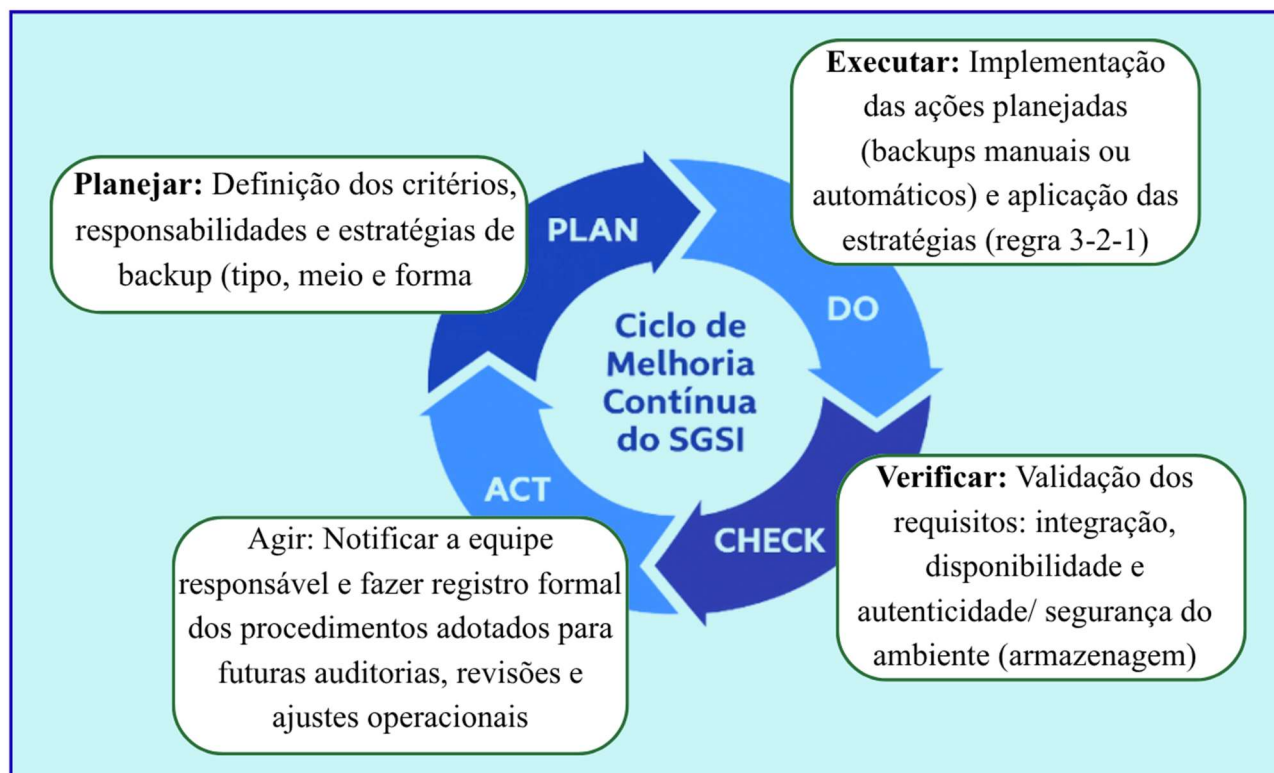 Executar: Implementação
das ações planejadas
(backups manuais ou
automáticos) e aplicação das
estratégias (regra 3-2-1)
Planejar: Definição dos critérios,
responsabilidades e estratégias de
backup (tipo, meio e forma
PLAN
DO
Ciclo de
Melhoria
Contínua
do SGSI
ACT
CHECK
Verificar: Validação dos
requisitos: integração,
disponibilidade e
autenticidade/ segurança do
ambiente (armazenagem)
Agir: Notificar a equipe
responsável e fazer registro formal
dos procedimentos adotados para
futuras auditorias, revisões e
ajustes operacionais